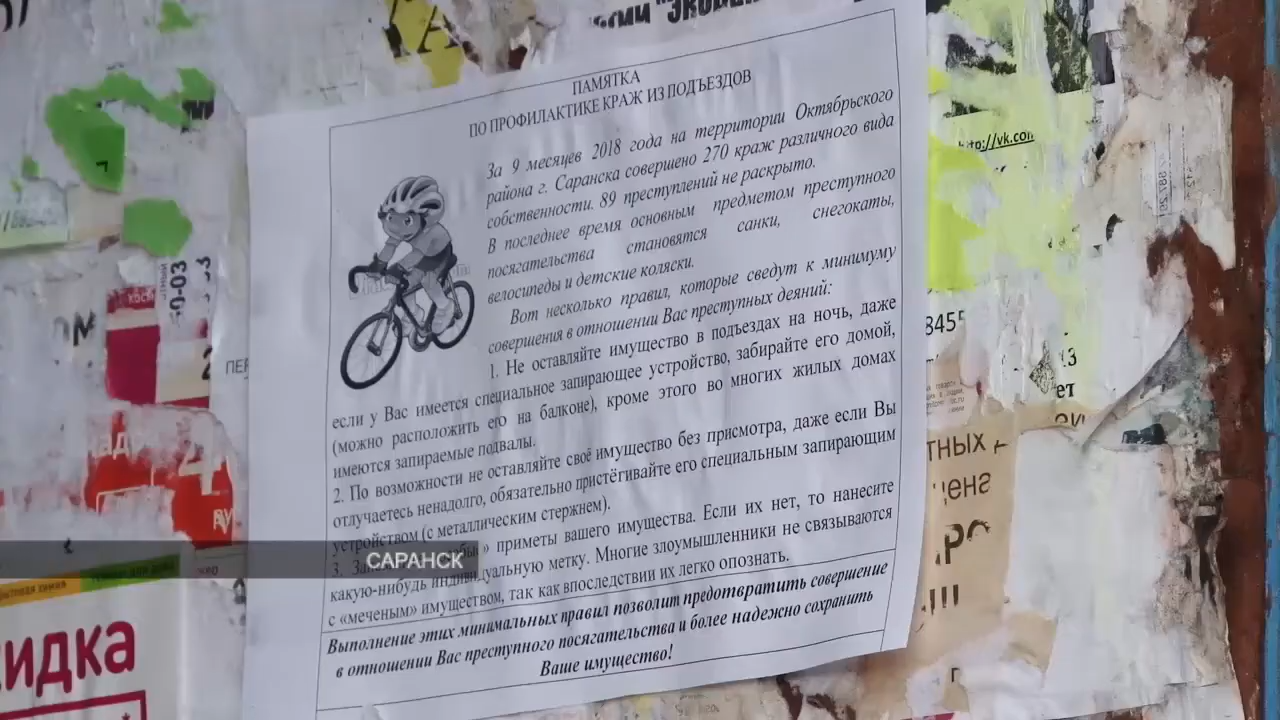 ПАМЯТКА
ПО ПРОФИЛАКТИКЕ КРАЖ ИЗ ПОДЪЕЗДОВ
За 9 месяцев 2018 года на территории Октябрьского
района г. Саранска совершено 270 краж различного вида
собственности. 89 преступлений не раскрыто.
В последнее время основным предметом преступного
посягательства становятся санки, снегокаты,
велосипеды и детские коляски.
Вот несколько правил, которые сведут к минимуму
совершения в отношении Вас преступных деяний:
1. Не оставляйте имущество в подъездах на ночь, даже
если у Вас имеется специальное запирающее устройство, забирайте его домой,
(можно расположить его на балконе), кроме этого во многих жилых домах
имеются запираемые подвалы.
2. По возможности не оставляйте своё имущество без присмотра, даже если Вы
отлучаетесь ненадолго, обязательно пристёгивайте его специальным запирающим
устройством (с металлическим стержнем).
3. » приметы вашего имущества. Если их нет, то нанесите
какую-нибудь индивидуальную метку. Многие злоумышленники не связываются
с «меченым» имуществом, так как впоследствии их легко опознать.
Выполнение этих минимальных правил позволит предотвратить совершение
в отношении Вас преступного посягательства и более надежно сохранить
Ваше имущество!
САРАНСК
http://vk.com
8455
цена